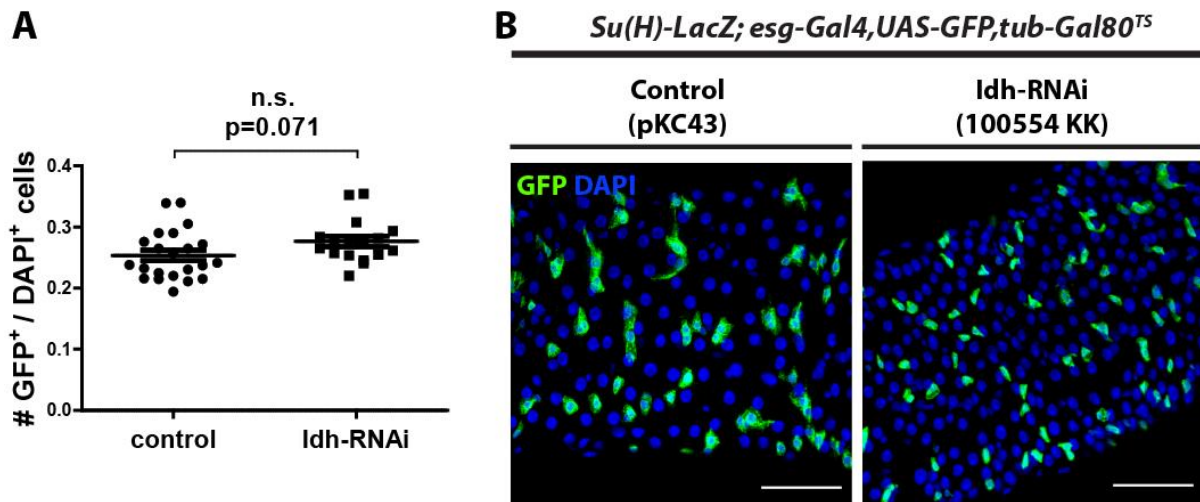 A
n.s.
p=0.071
# GFP+ / DAPI+ cells
0.4
0.3
0.2
0.1
0.0
control
Idh-RNAi
B
Su(H)-LacZ; esg-Gal4,UAS-GFP,tub-Gal80TS
Control
(pKC43)
Idh-RNAi
(100554 KK)
GFP DAPI